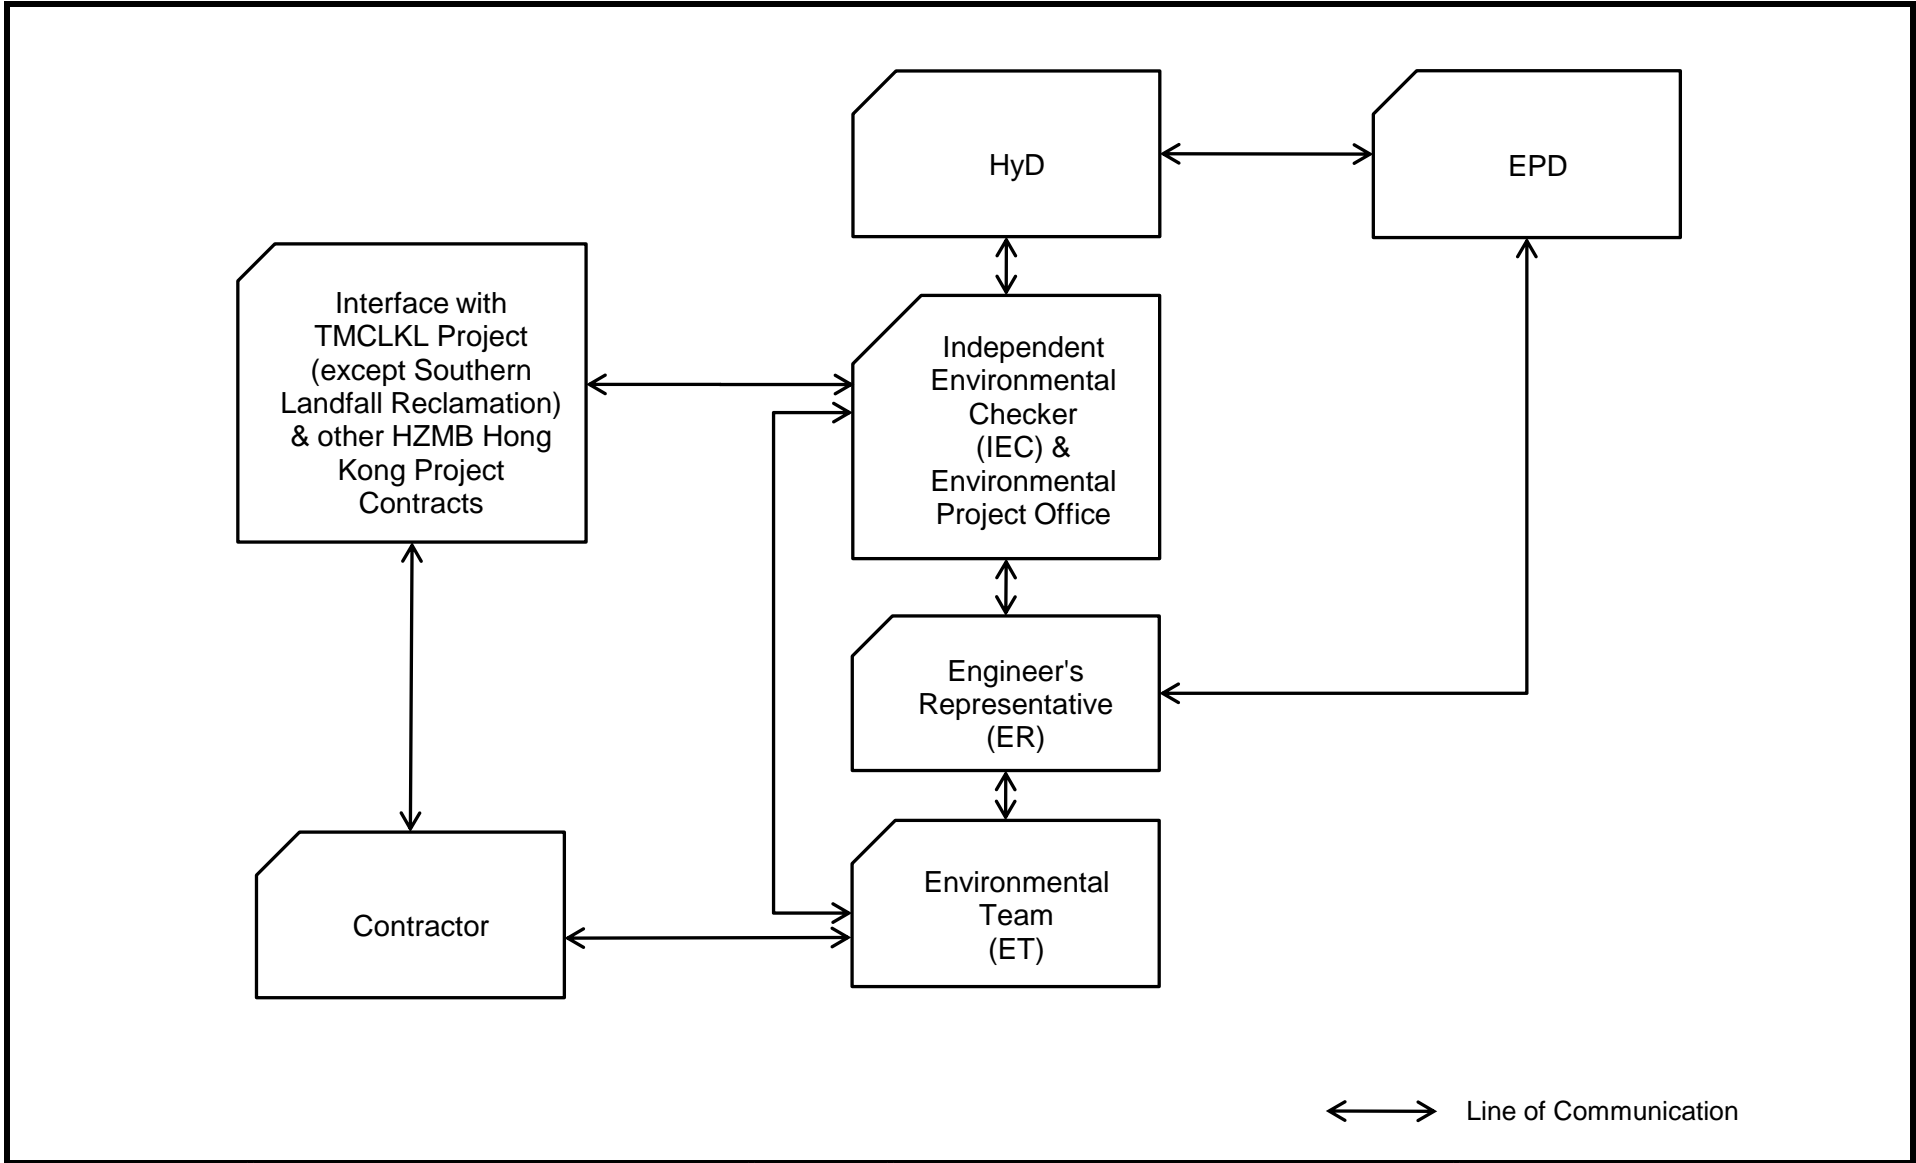 HyD
EPD
Interface with
TMCLKL Project
(except Southern
Landfall Reclamation)
& other HZMB Hong
Kong Project
Contracts
Independent
Environmental
Checker
(IEC) &
Environmental
Project Office
Engineer's
Representative
(ER)
Environmental
Team
(ET)
Contractor
Line of Communication